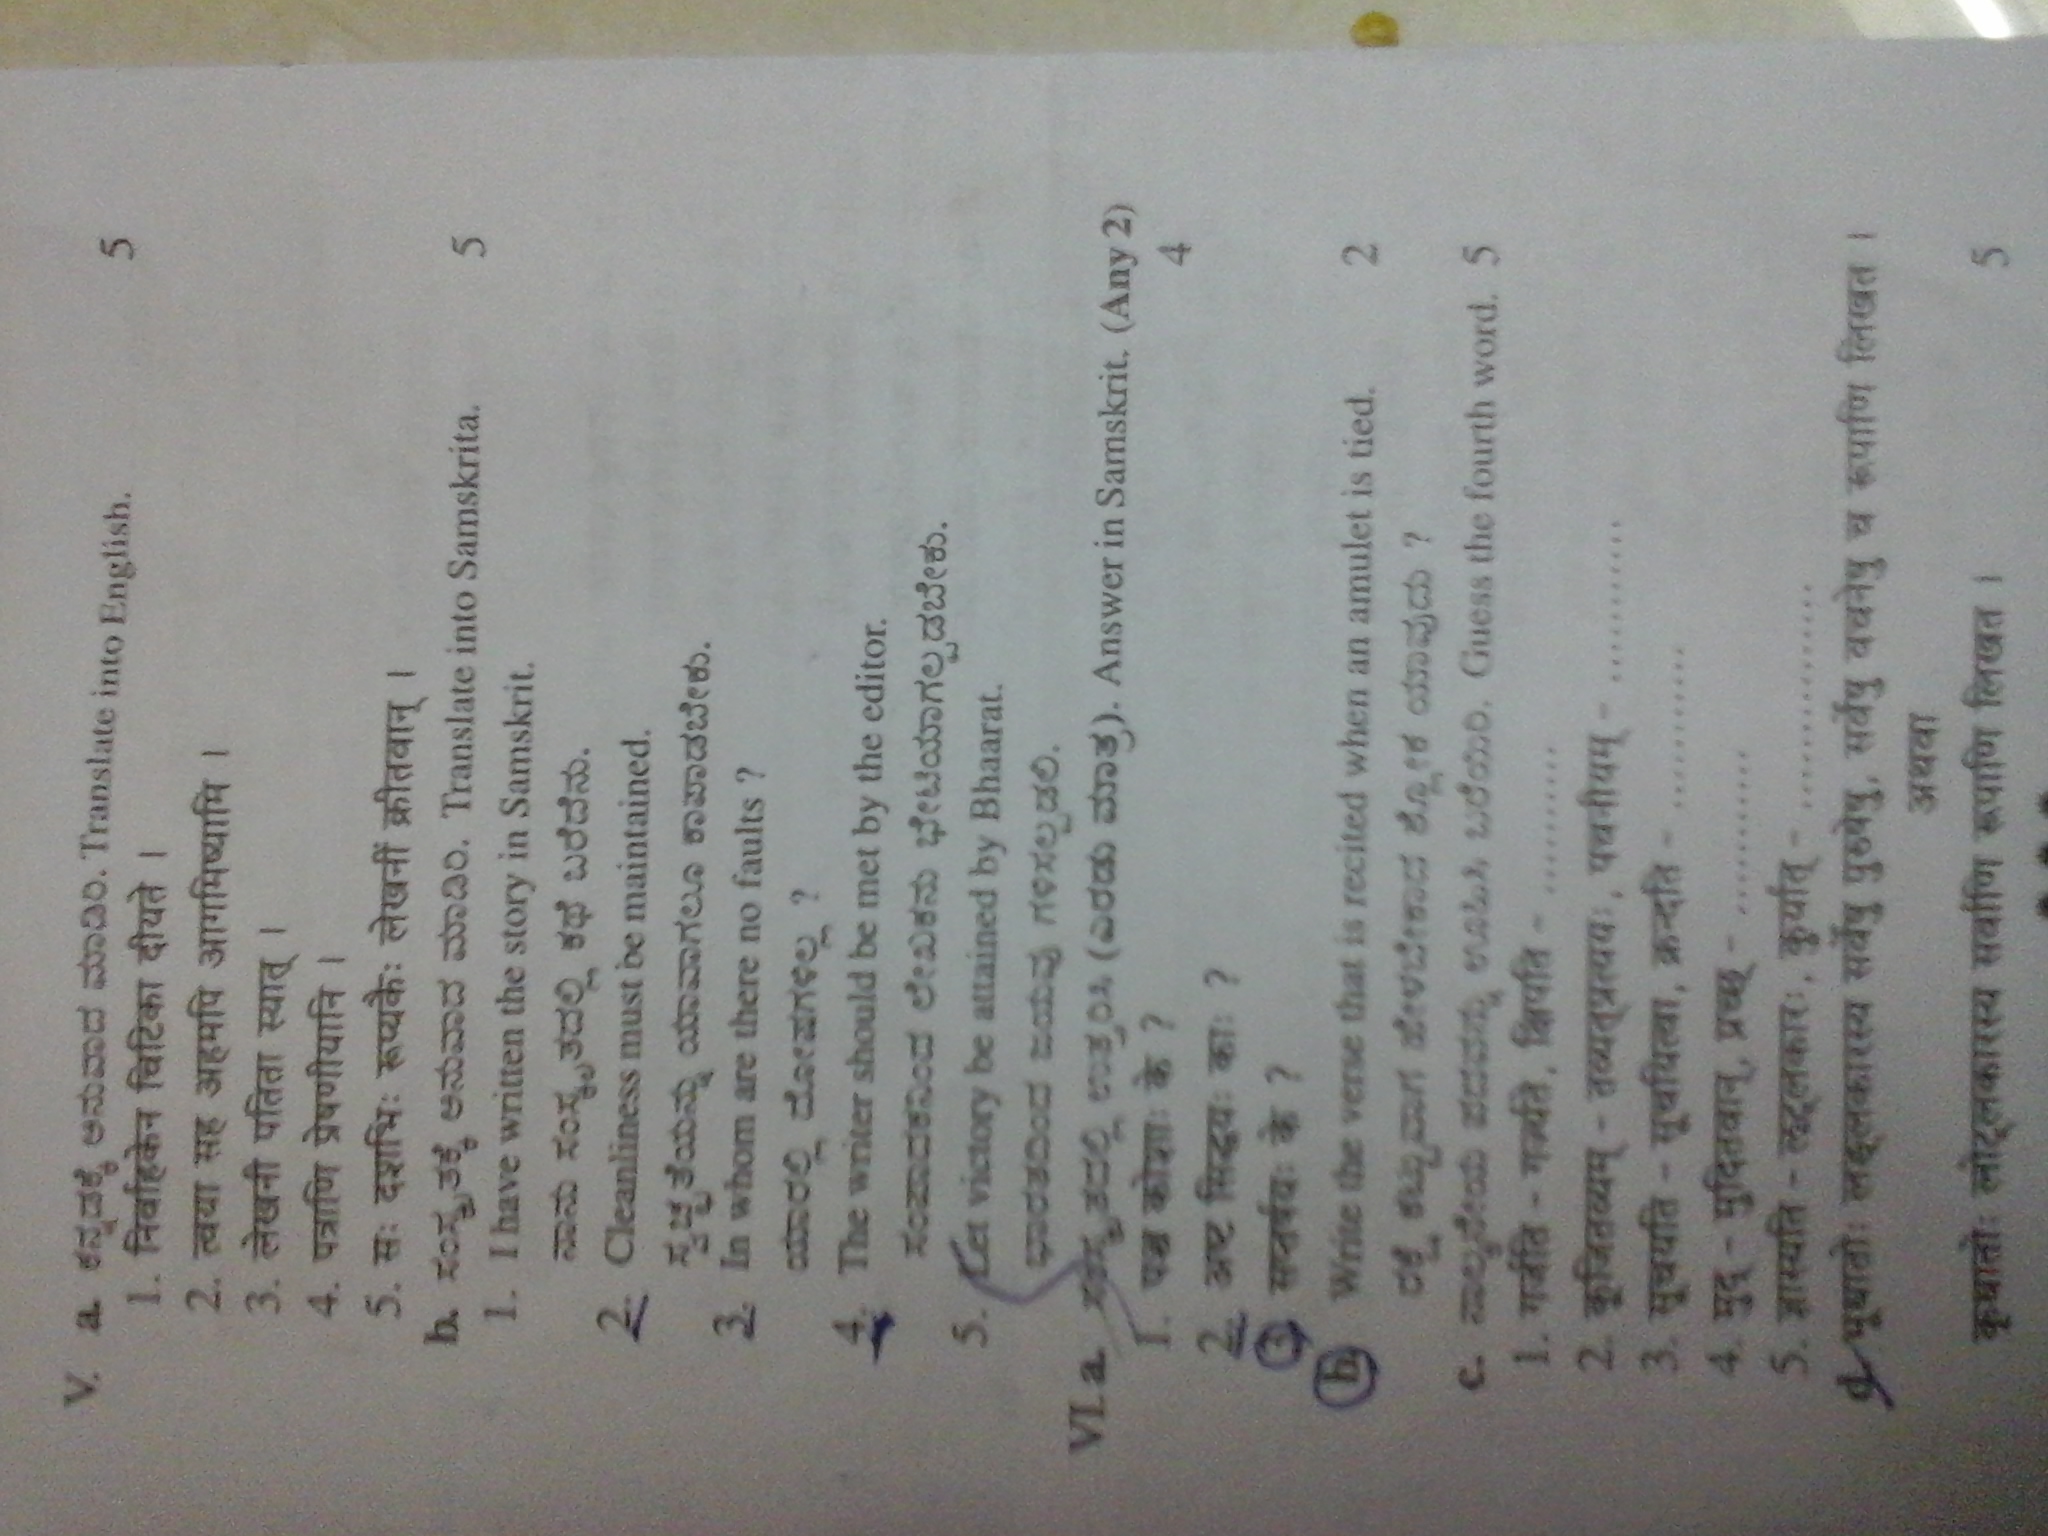 V. a. ಕನ್ನಡಕ್ಕೆ ಅನುವಾದ ಮಾಡಿರಿ. Translate into English. 5
1. निर्वाहकेन चिटिका दीयते ।
2. त्वया सह अहमपि आगमिष्यामि ।
3. लेखनी पतिता स्यात् ।
4. पत्राणि प्रेषणीयानि ।
5. सः दशभिः रूप्यकैः लेखनीं क्रीतवान् ।
b. ಸಂಸ್ಕೃತಕ್ಕೆ ಅನುವಾದ ಮಾಡಿರಿ. Translate into Samskrita. 5
1. I have written the story in Samskrit.
ನಾನು ಸಂಸ್ಕೃತದಲ್ಲಿ ಕಥೆ ಬರೆದೆನು.
2. Cleanliness must be maintained.
ಸ್ವಚ್ಛತೆಯನ್ನು ಯಾವಾಗಲೂ ಕಾಪಾಡಬೇಕು.
3. In whom are there no faults ?
ಯಾರಲ್ಲಿ ದೋಷಗಳಿಲ್ಲ ?
4. The writer should be met by the editor.
ಸಂಪಾದಕನಿಂದ ಲೇಖಕನು ಭೇಟಿಯಾಗಲ್ಪಡಬೇಕು.
5. Let victory be attained by Bhaarat.
ಭಾರತದಿಂದ ಜಯವು ಗಳಿಸಲ್ಪಡಲಿ.
VI. a. ಸಂಸ್ಕೃತದಲ್ಲಿ ಉತ್ತರಿಸಿ (ಎರಡು ಮಾತ್ರ). Answer in Samskrit. (Any 2)
1. पञ्च कोशाः के ? 4
2. अष्ट सिद्धयः काः ?
3. सप्तर्षयः के ?
b. Write the verse that is recited when an amulet is tied. 2
ರಕ್ಷೆ ಕಟ್ಟುವಾಗ ಹೇಳಬೇಕಾದ ಶ್ಲೋಕ ಯಾವುದು ?
c. ನಾಲ್ಕನೇಯ ಪದವನ್ನು ಊಹಿಸಿ ಬರೆಯಿರಿ. Guess the fourth word. 5
1. गर्जति - गर्ज्यते, क्षिपति - ..........
2. कूजितव्यम् - तव्यत्प्रत्ययः, पचनीयम् - ...........
3. सूचयति - सूचयित्वा, क्रन्दति - ...........
4. मुद् - मुदितवान्, प्रच्छ् - ...........
5. ज्ञास्यति - लृट्लकारः, कुर्यात् - ...............
d. भूधातोः लङ्लकारस्य सर्वेषु पुरुषेषु, सर्वेषु वचनेषु च रूपाणि लिखत ।
अथवा
कृधातोः लोट्लकारस्य सर्वाणि रूपाणि लिखत । 5